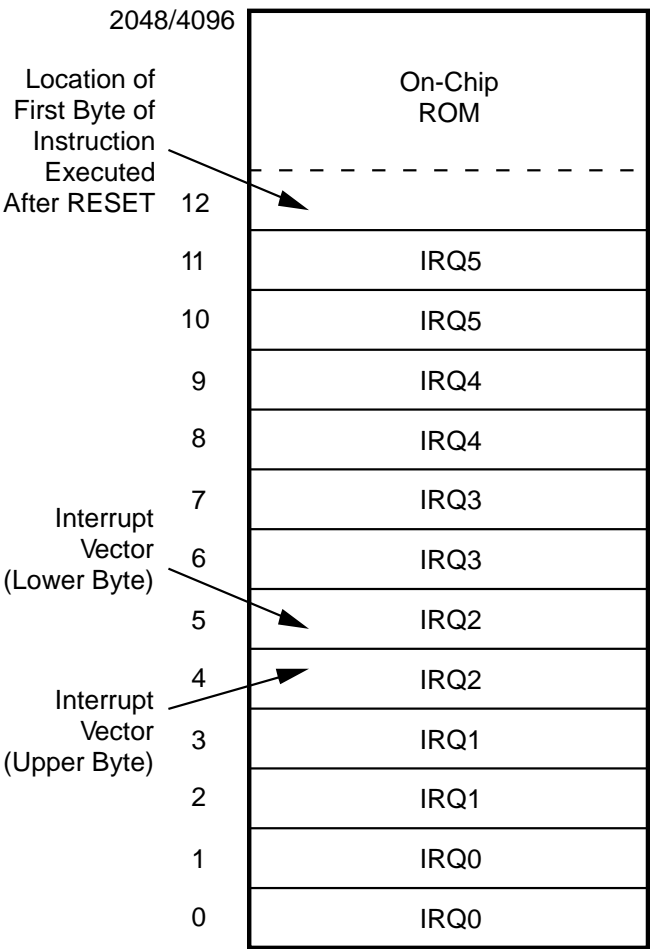 2048/4096
Location of
First Byte of
Instruction
Executed
After RESET
On-Chip
ROM
12
11 IRQ5
10 IRQ5
9 IRQ4
8 IRQ4
7 IRQ3
Interrupt
Vector
(Lower Byte)
6 IRQ3
5 IRQ2
4 IRQ2
Interrupt
Vector
(Upper Byte)
3 IRQ1
2 IRQ1
1 IRQ0
0 IRQ0